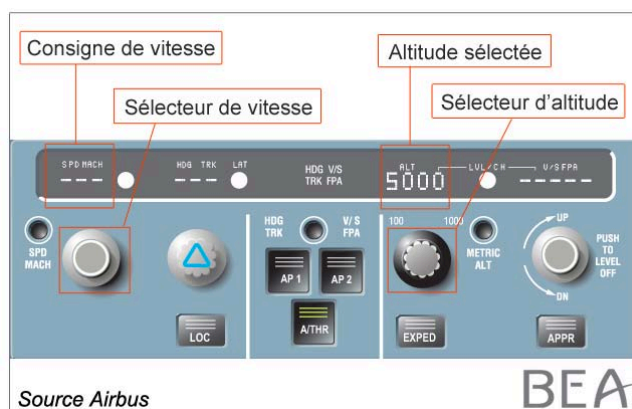 Consigne de vitesse
Altitude sélectée
Sélecteur de vitesse
Sélecteur d'altitude
SPD MACH
HDG TRK LAT
HDG V/S
TRK FPA
ALT LVL/CH V/S FPA
--- --- 5000 -----
SPD
MACH
HDG
TRK
V/S
FPA
100 1000
METRIC
ALT
UP
PUSH
TO
LEVEL
OFF
DN
AP 1
AP 2
LOC
A/THR
EXPED
APPR
Source Airbus
BEA